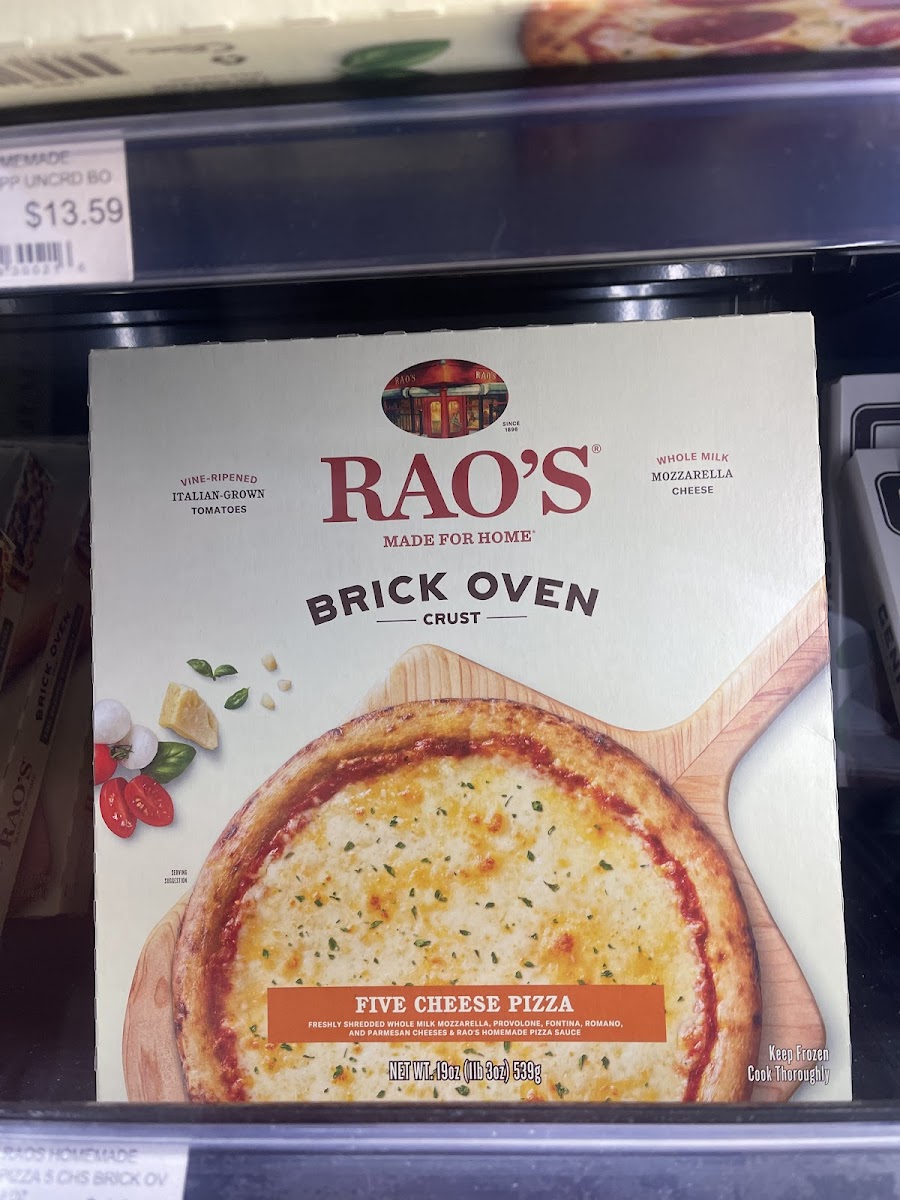 MEMADE
PP UNCRD BO
$13.59
RAO'S
RAO'S
SINCE
1896
RAO'S®
MADE FOR HOME
VINE-RIPENED
ITALIAN-GROWN
TOMATOES
WHOLE MILK
MOZZARELLA
CHEESE
BRICK OVEN
CRUST
BRICK OVEN
RAO'S
SERVING
SUGGESTION
FIVE CHEESE PIZZA
FRESHLY SHREDDED WHOLE MILK MOZZARELLA, PROVOLONE, FONTINA, ROMANO,
AND PARMESAN CHEESES & RAO'S HOMEMADE PIZZA SAUCE
NET WT. 19oz (1lb 3oz) 539g
Keep Frozen
Cook Thoroughly
RAOS HOMEMADE
PIZZA 5 CHS BRICK OV